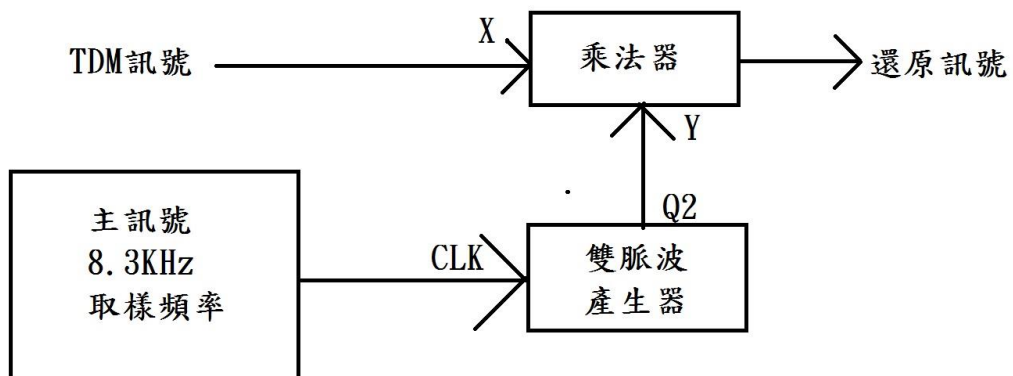 X
乘法器
TDM訊號
還原訊號
Y
主訊號
8.3KHz
取樣頻率
Q2
CLK
雙脈波
產生器